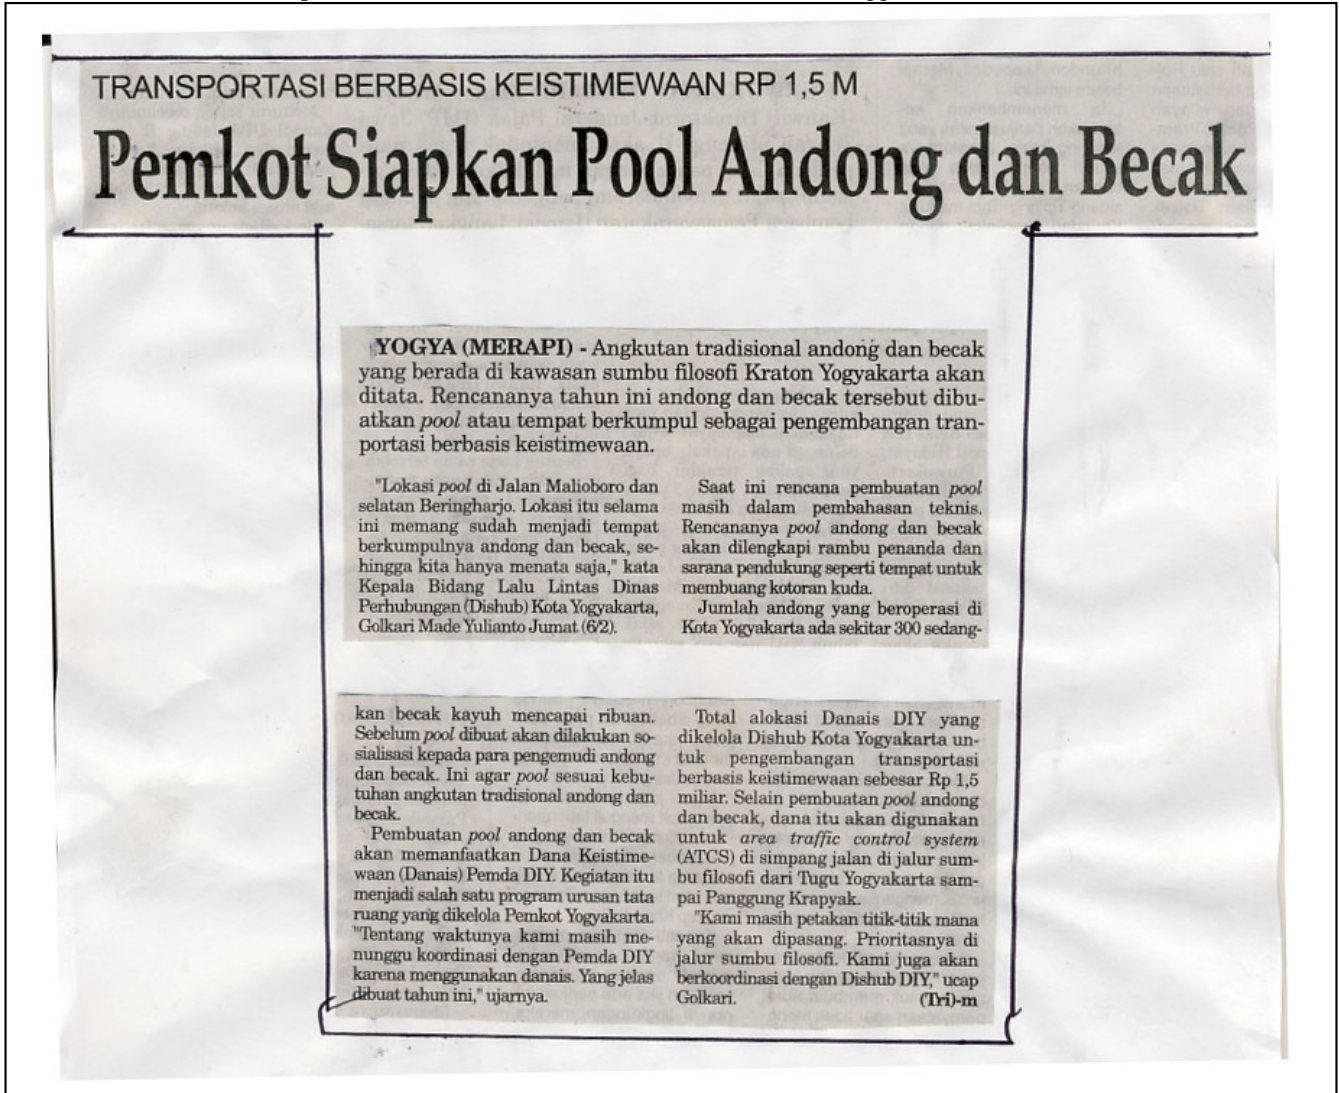 TRANSPORTASI BERBASIS KEISTIMEWAAN RP 1,5 M
Pemkot Siapkan Pool Andong dan Becak
YOGYA (MERAPI) - Angkutan tradisional andong dan becak
yang berada di kawasan sumbu filosofi Kraton Yogyakarta akan
ditata. Rencananya tahun ini andong dan becak tersebut dibu-
atkan pool atau tempat berkumpul sebagai pengembangan tran-
portasi berbasis keistimewaan.
"Lokasi pool di Jalan Malioboro dan
selatan Beringharjo. Lokasi itu selama
ini memang sudah menjadi tempat
berkumpulnya andong dan becak, se-
hingga kita hanya menata saja," kata
Kepala Bidang Lalu Lintas Dinas
Perhubungan (Dishub) Kota Yogyakarta,
Golkari Made Yulianto Jumat (6/2).
Saat ini rencana pembuatan pool
masih dalam pembahasan teknis.
Rencananya pool andong dan becak
akan dilengkapi rambu penanda dan
sarana pendukung seperti tempat untuk
membuang kotoran kuda.
Jumlah andong yang beroperasi di
Kota Yogyakarta ada sekitar 300 sedang-
kan becak kayuh mencapai ribuan.
Sebelum pool dibuat akan dilakukan so-
sialisasi kepada para pengemudi andong
dan becak. Ini agar pool sesuai kebu-
tuhan angkutan tradisional andong dan
becak.
Pembuatan pool andong dan becak
akan memanfaatkan Dana Keistime-
waan (Danais) Pemda DIY. Kegiatan itu
menjadi salah satu program urusan tata
ruang yang dikelola Pemkot Yogyakarta.
"Tentang waktunya kami masih me-
nunggu koordinasi dengan Pemda DIY
karena menggunakan danais. Yang jelas
dibuat tahun ini," ujarnya.
Total alokasi Danais DIY yang
dikelola Dishub Kota Yogyakarta un-
tuk pengembangan transportasi
berbasis keistimewaan sebesar Rp 1,5
miliar. Selain pembuatan pool andong
dan becak, dana itu akan digunakan
untuk area traffic control system
(ATCS) di simpang jalan di jalur sum-
bu filosofi dari Tugu Yogyakarta sam-
pai Panggung Krapyak.
"Kami masih petakan titik-titik mana
yang akan dipasang. Prioritasnya di
jalur sumbu filosofi. Kami juga akan
berkoordinasi dengan Dishub DIY," ucap
Golkari. (Tri)-m